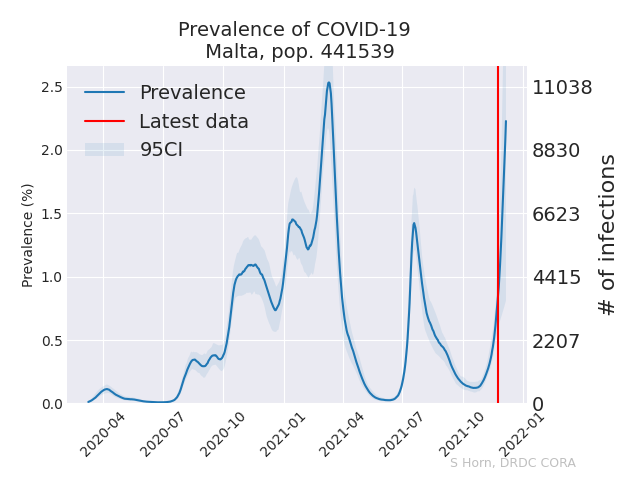 Prevalence of COVID-19
Malta, pop. 441539
Prevalence
Latest data
95CI
Prevalence (%)
2.5
2.0
1.5
1.0
0.5
0.0
11038
8830
6623
4415
2207
0
# of infections
2020-04
2020-07
2020-10
2021-01
2021-04
2021-07
2021-10
2022-01
S Horn, DRDC CORA